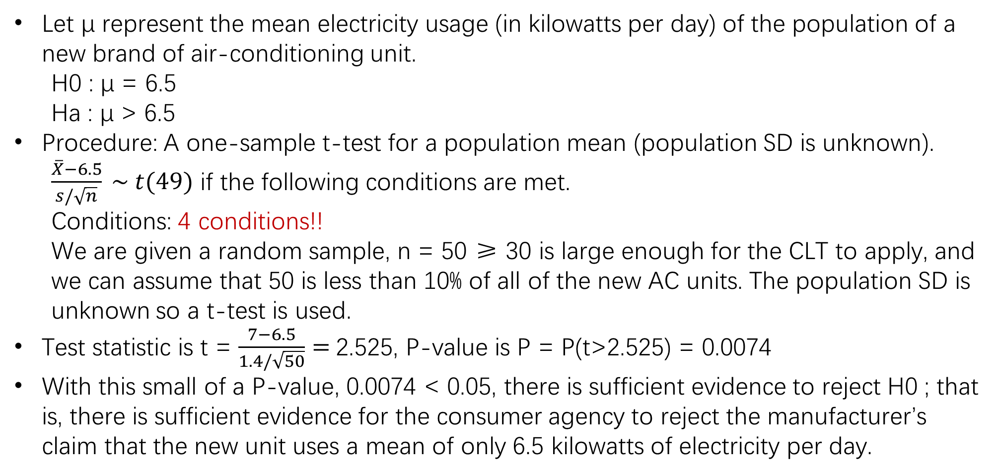 • Let μ represent the mean electricity usage (in kilowatts per day) of the population of a
new brand of air-conditioning unit.
H0 : μ = 6.5
Ha : μ > 6.5
• Procedure: A one-sample t-test for a population mean (population SD is unknown).
(X̄−6.5)/(s/√n) ~ t(49) if the following conditions are met.
Conditions: 4 conditions!!
We are given a random sample, n = 50 ⩾ 30 is large enough for the CLT to apply, and
we can assume that 50 is less than 10% of all of the new AC units. The population SD is
unknown so a t-test is used.
• Test statistic is t = (7−6.5)/(1.4/√50) = 2.525, P-value is P = P(t>2.525) = 0.0074
• With this small of a P-value, 0.0074 < 0.05, there is sufficient evidence to reject H0 ; that
is, there is sufficient evidence for the consumer agency to reject the manufacturer’s
claim that the new unit uses a mean of only 6.5 kilowatts of electricity per day.